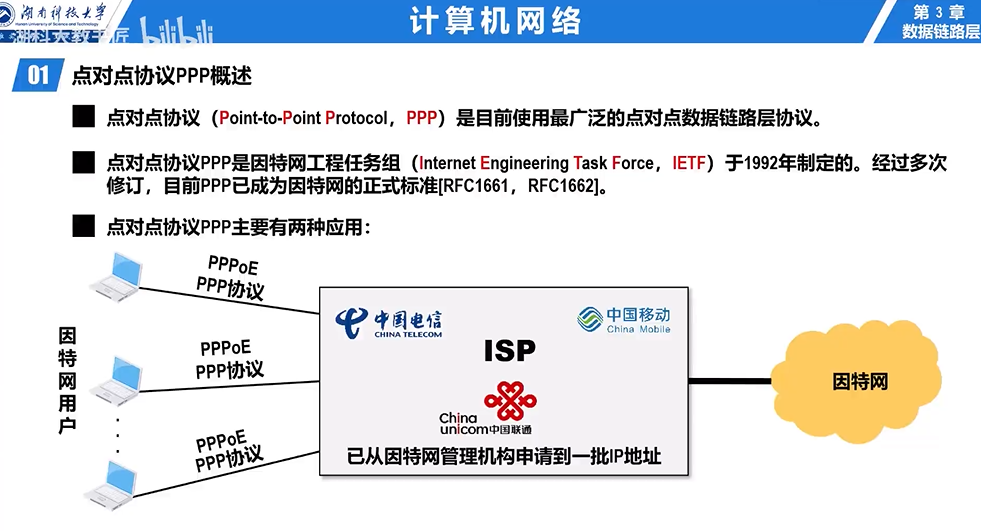 湖南科技大学
Hunan University of Science and Technology
湖科大教书匠 bilibili
计算机网络
第 3 章
数据链路层
01 点对点协议PPP概述
点对点协议（Point-to-Point Protocol，PPP）是目前使用最广泛的点对点数据链路层协议。
点对点协议PPP是因特网工程任务组（Internet Engineering Task Force，IETF）于1992年制定的。经过多次
修订，目前PPP已成为因特网的正式标准[RFC1661，RFC1662]。
点对点协议PPP主要有两种应用：
因特网用户
PPPoE
PPP协议
PPPoE
PPP协议
PPPoE
PPP协议
中国电信
CHINA TELECOM
中国移动
China Mobile
ISP
China
unicom中国联通
已从因特网管理机构申请到一批IP地址
因特网